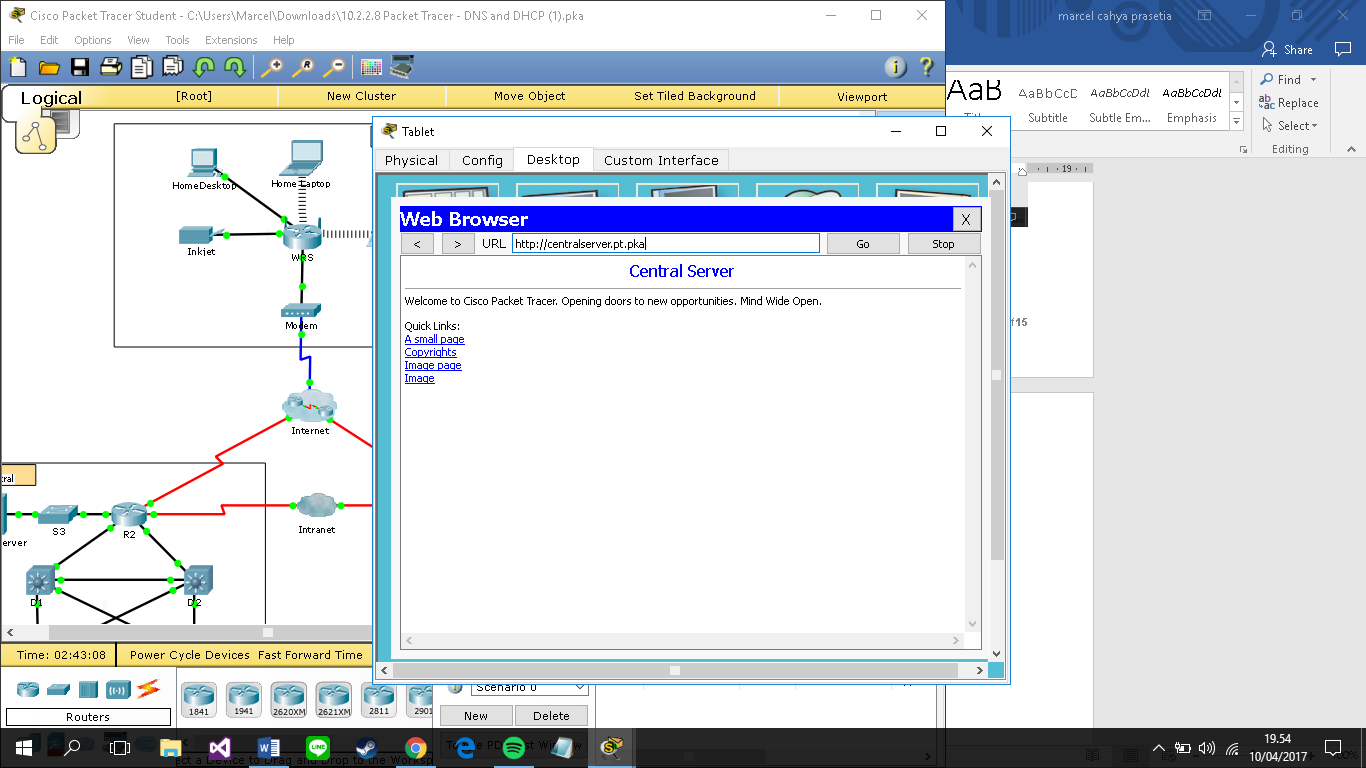 Cisco Packet Tracer Student - C:\Users\Marcel\Downloads\10.2.2.8 Packet Tracer - DNS and DHCP (1).pka
marcel cahya prasetia
File Edit Options View Tools Extensions Help
Share
Logical [Root] New Cluster Move Object Set Tiled Background Viewport
AaB AaBbCcD AaBbCcDdl AaBbCcDdl
Subtitle Subtle Em... Emphasis
Find
Replace
Select
Editing
19
Tablet
Physical Config Desktop Custom Interface
Web Browser X
< > URL http://centralserver.pt.pka Go Stop
Central Server
Welcome to Cisco Packet Tracer. Opening doors to new opportunities. Mind Wide Open.
Quick Links:
A small page
Copyrights
Image page
Image
HomeDesktop
Home Laptop
Inkjet
WRS
Modem
Internet
Intranet
S3
R2
D1
D2
f15
Time: 02:43:08 Power Cycle Devices Fast Forward Time
Scenario 0
New Delete
Routers
1841 1941 2620XM 2621XM 2811 2901
19.54
10/04/2017